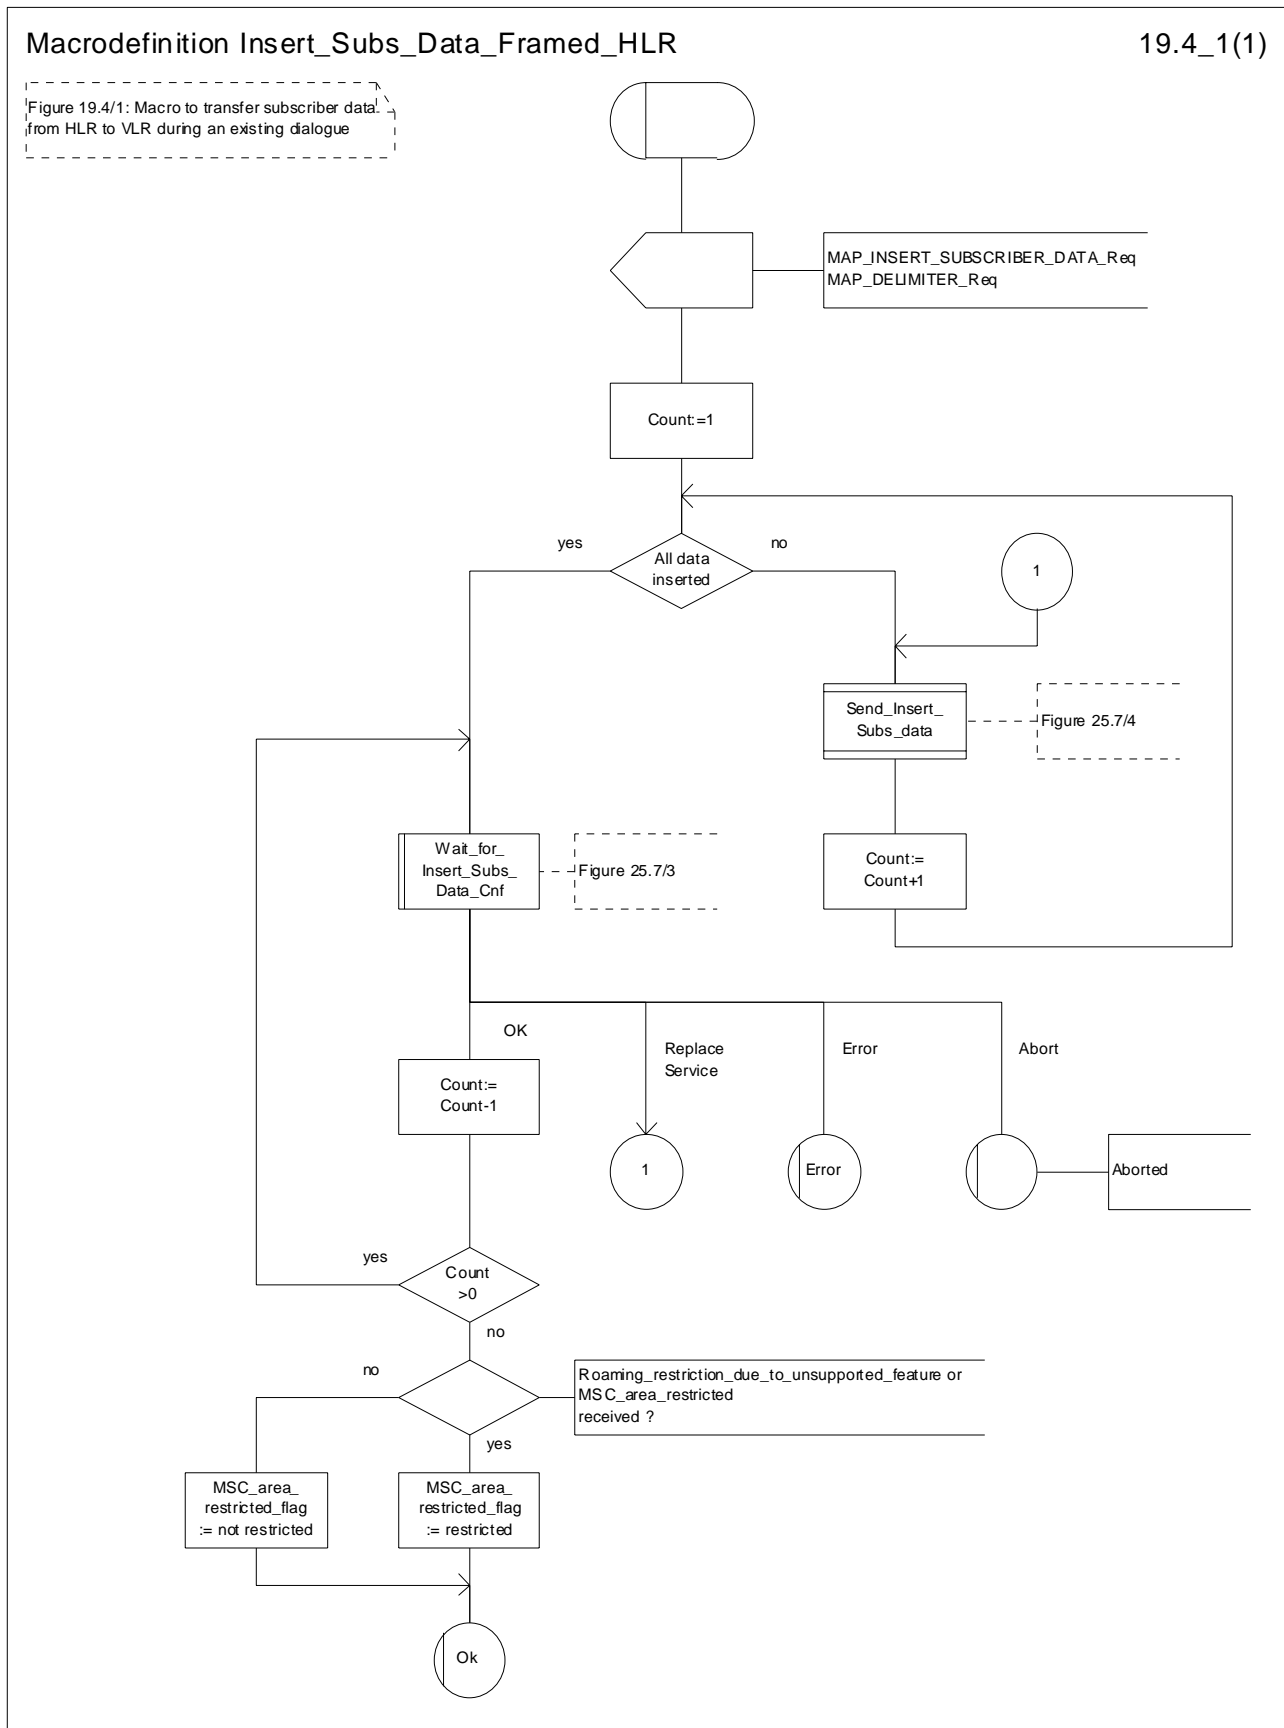 Macrodefinition Insert_Subs_Data_Framed_HLR
19.4_1(1)
Figure 19.4/1: Macro to transfer subscriber data
from HLR to VLR during an existing dialogue
MAP_INSERT_SUBSCRIBER_DATA_Req
MAP_DELIMITER_Req
Count:=1
yes
no
All data
inserted
1
Send_Insert_
Subs_data
Figure 25.7/4
Wait_for_
Insert_Subs_
Data_Cnf
Figure 25.7/3
Count:=
Count+1
OK
Replace
Service
Error
Abort
Count:=
Count-1
1
Error
Aborted
yes
Count
>0
no
no
Roaming_restriction_due_to_unsupported_feature or
MSC_area_restricted
received ?
yes
MSC_area_
restricted_flag
:= not restricted
MSC_area_
restricted_flag
:= restricted
Ok